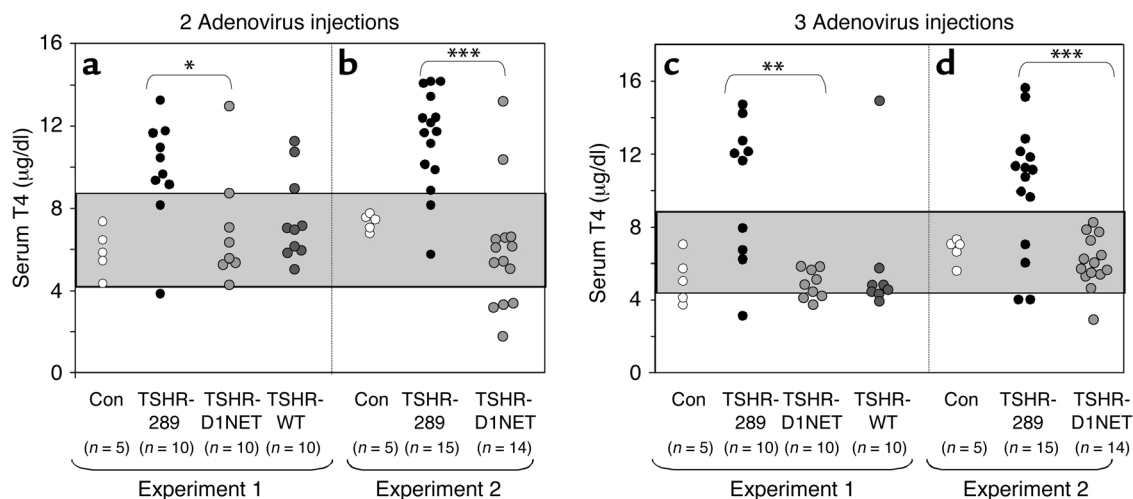 2 Adenovirus injections
3 Adenovirus injections
a
*
b
***
c
**
d
***
Serum T4 (μg/dl)
16
12
8
4
0
Serum T4 (μg/dl)
16
12
8
4
0
Con TSHR- TSHR- TSHR- Con TSHR- TSHR-
289 D1NET WT 289 D1NET
(n = 5) (n = 10) (n = 10) (n = 10) (n = 5) (n = 15) (n = 14)
Experiment 1 Experiment 2
Con TSHR- TSHR- TSHR- Con TSHR- TSHR-
289 D1NET WT 289 D1NET
(n = 5) (n = 10) (n = 10) (n = 10) (n = 5) (n = 15) (n = 14)
Experiment 1 Experiment 2